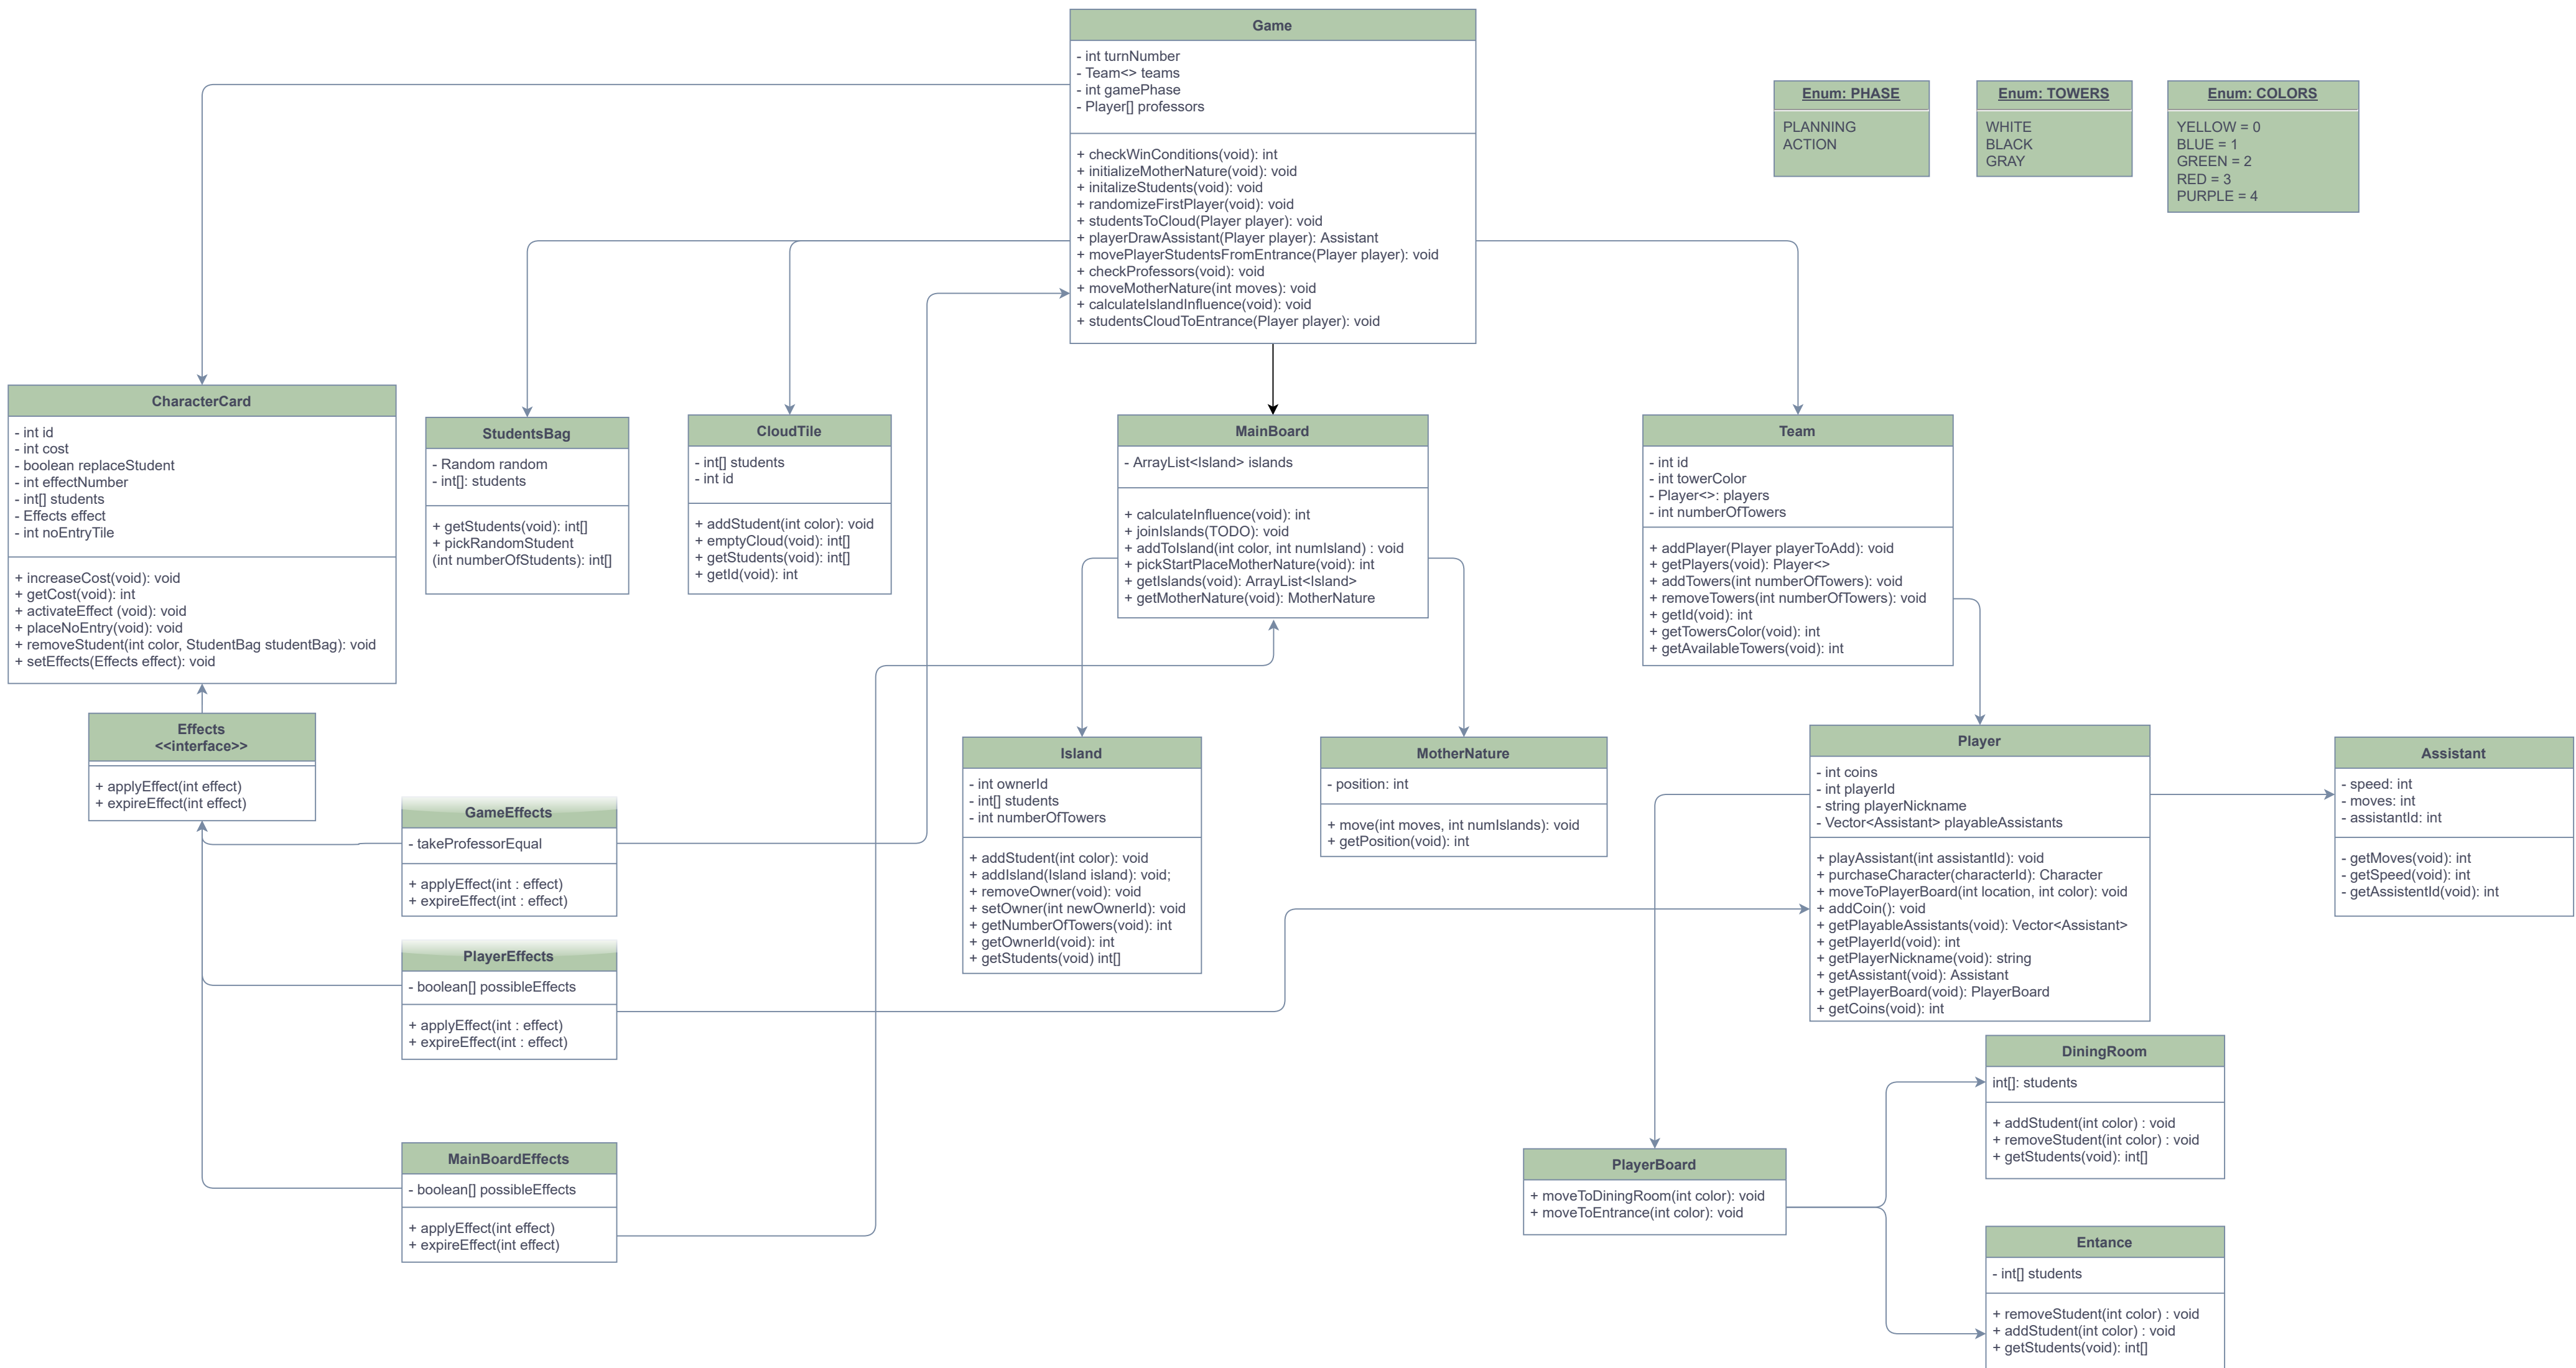 Game
- int turnNumber
- Team<> teams
- int gamePhase
- Player[] professors
+ checkWinConditions(void): int
+ initializeMotherNature(void): void
+ initalizeStudents(void): void
+ randomizeFirstPlayer(void): void
+ studentsToCloud(Player player): void
+ playerDrawAssistant(Player player): Assistant
+ movePlayerStudentsFromEntrance(Player player): void
+ checkProfessors(void): void
+ moveMotherNature(int moves): void
+ calculateIslandInfluence(void): void
+ studentsCloudToEntrance(Player player): void
Enum: PHASE
PLANNING
ACTION
Enum: TOWERS
WHITE
BLACK
GRAY
Enum: COLORS
YELLOW = 0
BLUE = 1
GREEN = 2
RED = 3
PURPLE = 4
CharacterCard
- int id
- int cost
- boolean replaceStudent
- int effectNumber
- int[] students
- Effects effect
- int noEntryTile
+ increaseCost(void): void
+ getCost(void): int
+ activateEffect (void): void
+ placeNoEntry(void): void
+ removeStudent(int color, StudentBag studentBag): void
+ setEffects(Effects effect): void
StudentsBag
- Random random
- int[]: students
+ getStudents(void): int[]
+ pickRandomStudent
(int numberOfStudents): int[]
CloudTile
- int[] students
- int id
+ addStudent(int color): void
+ emptyCloud(void): int[]
+ getStudents(void): int[]
+ getId(void): int
MainBoard
- ArrayList<Island> islands
+ calculateInfluence(void): int
+ joinIslands(TODO): void
+ addToIsland(int color, int numIsland) : void
+ pickStartPlaceMotherNature(void): int
+ getIslands(void): ArrayList<Island>
+ getMotherNature(void): MotherNature
Team
- int id
- int towerColor
- Player<>: players
- int numberOfTowers
+ addPlayer(Player playerToAdd): void
+ getPlayers(void): Player<>
+ addTowers(int numberOfTowers): void
+ removeTowers(int numberOfTowers): void
+ getId(void): int
+ getTowersColor(void): int
+ getAvailableTowers(void): int
Effects
<<interface>>
+ applyEffect(int effect)
+ expireEffect(int effect)
GameEffects
- takeProfessorEqual
+ applyEffect(int : effect)
+ expireEffect(int : effect)
PlayerEffects
- boolean[] possibleEffects
+ applyEffect(int : effect)
+ expireEffect(int : effect)
MainBoardEffects
- boolean[] possibleEffects
+ applyEffect(int effect)
+ expireEffect(int effect)
Island
- int ownerId
- int[] students
- int numberOfTowers
+ addStudent(int color): void
+ addIsland(Island island): void;
+ removeOwner(void): void
+ setOwner(int newOwnerId): void
+ getNumberOfTowers(void): int
+ getOwnerId(void): int
+ getStudents(void) int[]
MotherNature
- position: int
+ move(int moves, int numIslands): void
+ getPosition(void): int
Player
- int coins
- int playerId
- string playerNickname
- Vector<Assistant> playableAssistants
+ playAssistant(int assistantId): void
+ purchaseCharacter(characterId): Character
+ moveToPlayerBoard(int location, int color): void
+ addCoin(): void
+ getPlayableAssistants(void): Vector<Assistant>
+ getPlayerId(void): int
+ getPlayerNickname(void): string
+ getAssistant(void): Assistant
+ getPlayerBoard(void): PlayerBoard
+ getCoins(void): int
Assistant
- speed: int
- moves: int
- assistantId: int
- getMoves(void): int
- getSpeed(void): int
- getAssistentId(void): int
PlayerBoard
+ moveToDiningRoom(int color): void
+ moveToEntrance(int color): void
DiningRoom
int[]: students
+ addStudent(int color) : void
+ removeStudent(int color) : void
+ getStudents(void): int[]
Entance
- int[] students
+ removeStudent(int color) : void
+ addStudent(int color) : void
+ getStudents(void): int[]